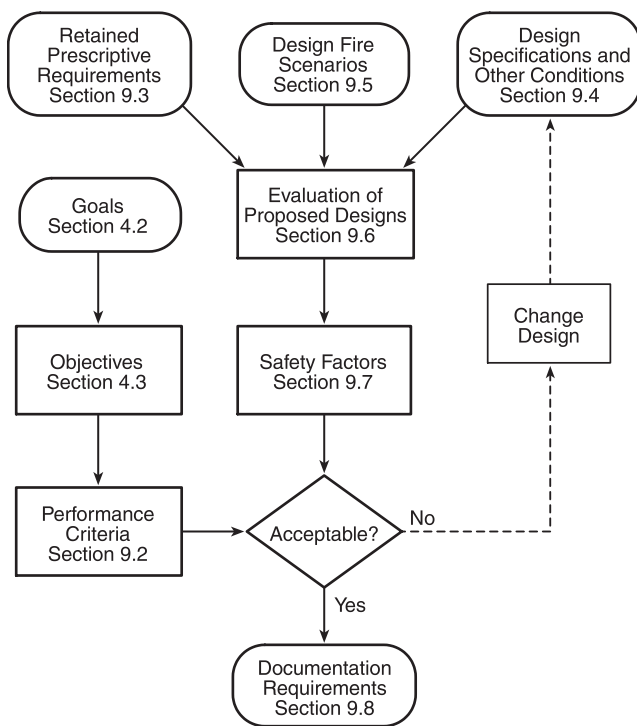 Retained
Prescriptive
Requirements
Section 9.3
Design Fire
Scenarios
Section 9.5
Design
Specifications and
Other Conditions
Section 9.4
Goals
Section 4.2
Evaluation of
Proposed Designs
Section 9.6
Change
Design
Objectives
Section 4.3
Safety Factors
Section 9.7
Performance
Criteria
Section 9.2
Acceptable?
No
Yes
Documentation
Requirements
Section 9.8